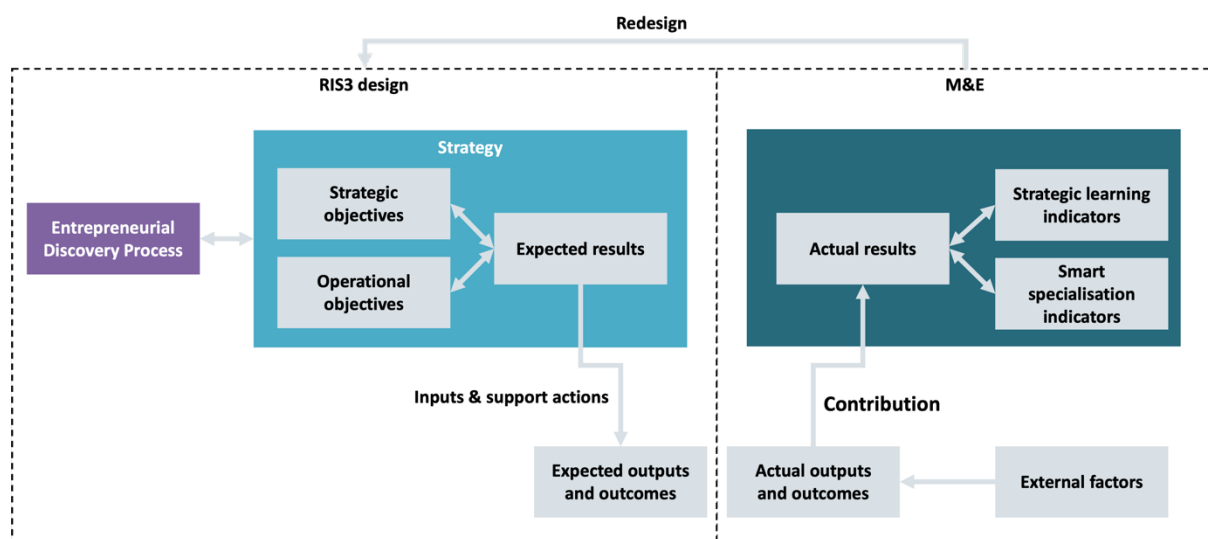 Redesign
RIS3 design
M&E
Strategy
Strategic
objectives
Entrepreneurial
Discovery Process
Expected results
Operational
objectives
Inputs & support actions
Expected outputs
and outcomes
Strategic learning
indicators
Actual results
Smart
specialisation
indicators
Contribution
Actual outputs
and outcomes
External factors